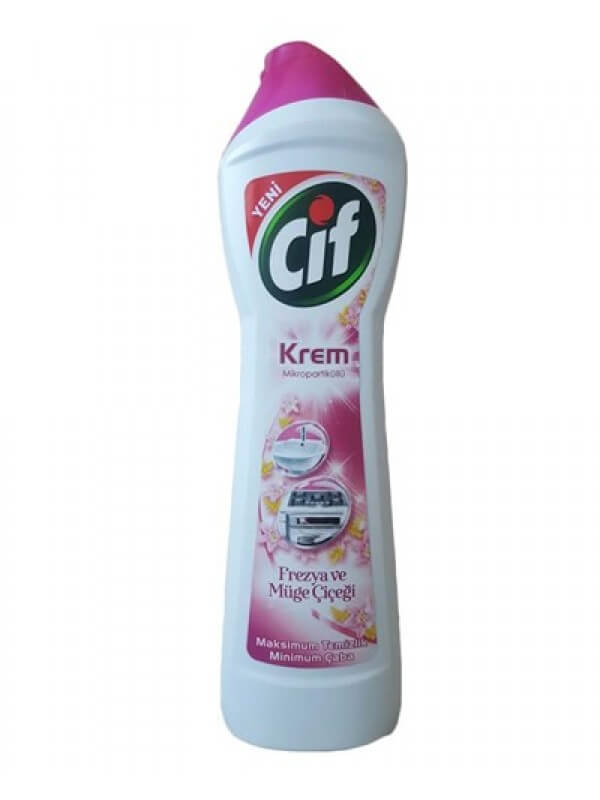 YENİ
Cif
Krem
Mikropartiküllü
Frezya ve
Müge Çiçeği
Maksimum Temizlik
Minimum Çaba